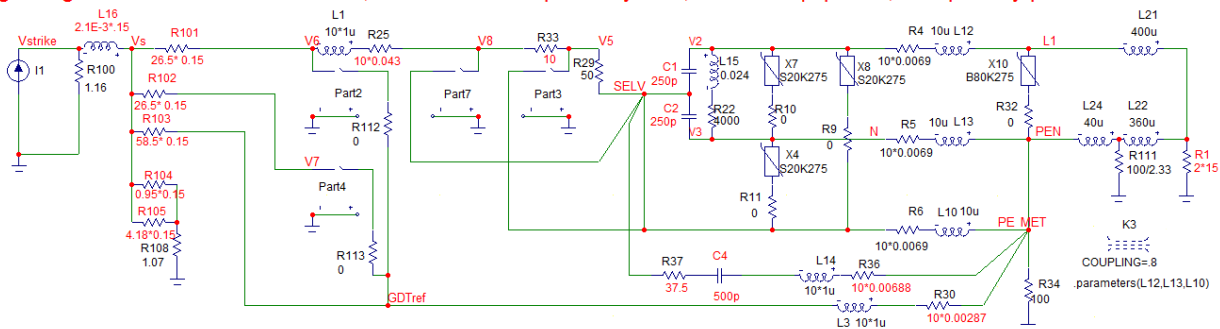 L16
2.1E-3*.15
Vstrike
Vs
I1
R100
1.16
R101
26.5* 0.15
R102
26.5* 0.15
R103
58.5* 0.15
R104
0.95*0.15
R105
4.18*0.15
R108
1.07
V6
L1
10*1u
R25
10*0.043
Part2
R112
0
V7
Part4
R113
0
GDTref
V8
Part7
R33
10
Part3
V5
R29
50
SELV
C1
250p
C2
250p
V2
V3
L15
0.024
R22
4000
X7
S20K275
R10
0
X4
S20K275
R11
0
X8
S20K275
R9
0
N
R4
10*0.0069
10u L12
R5
10*0.0069
10u L13
R6
10*0.0069
L10 10u
L1
X10
B80K275
R32
0
PEN
PE MET
L21
400u
L24
40u
L22
360u
R111
100/2.33
R1
2*15
K3
COUPLING=.8
.parameters(L12,L13,L10)
R34
100
R37
37.5
C4
500p
L14
10*1u
R36
10*0.00688
L3 10*1u
R30
10*0.00287